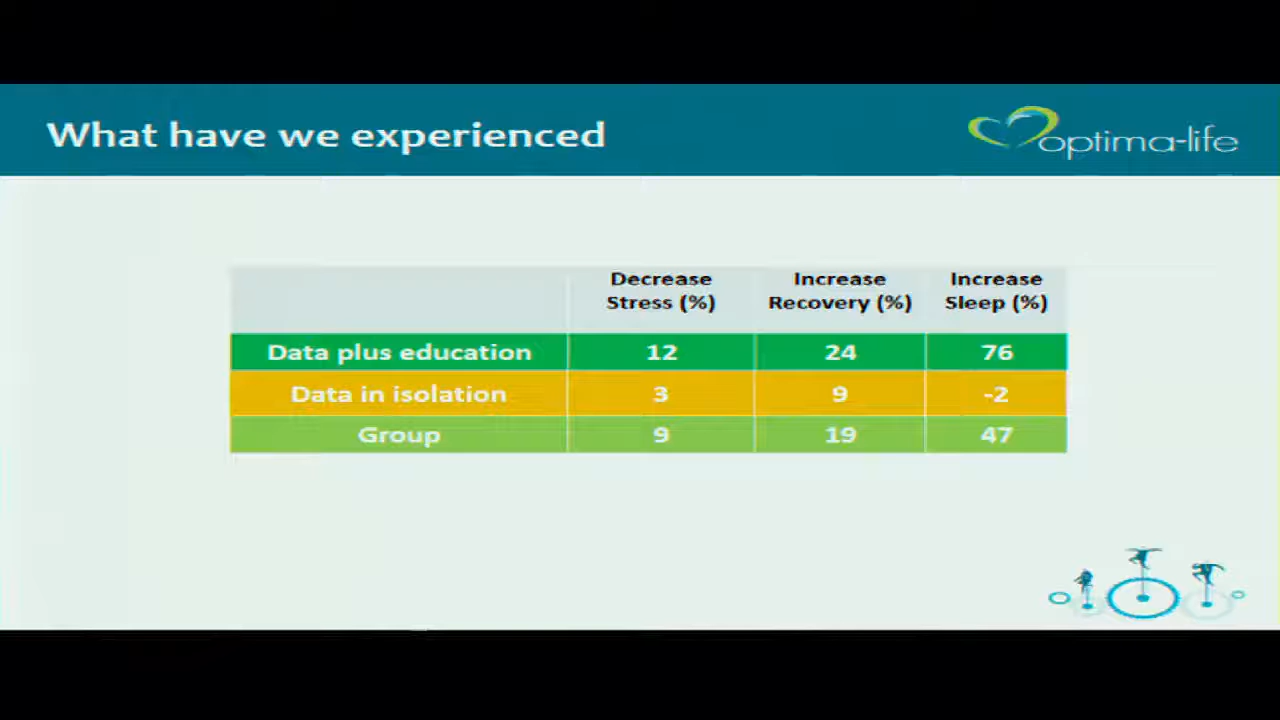 What have we experienced
optima-life
Decrease Stress (%) Increase Recovery (%) Increase Sleep (%)
Data plus education 12 24 76
Data in isolation 3 9 -2
Group 9 19 47